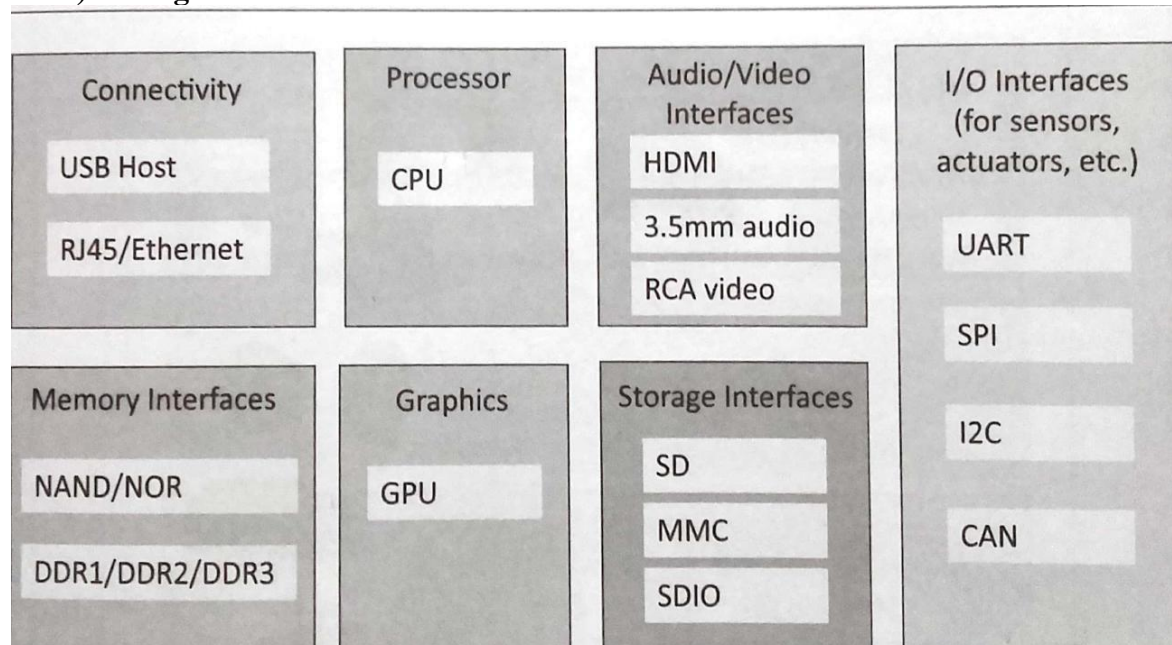 Connectivity
USB Host
RJ45/Ethernet
Processor
CPU
Audio/Video
Interfaces
HDMI
3.5mm audio
RCA video
I/O Interfaces
(for sensors,
actuators, etc.)
UART
SPI
I2C
CAN
Memory Interfaces
NAND/NOR
DDR1/DDR2/DDR3
Graphics
GPU
Storage Interfaces
SD
MMC
SDIO